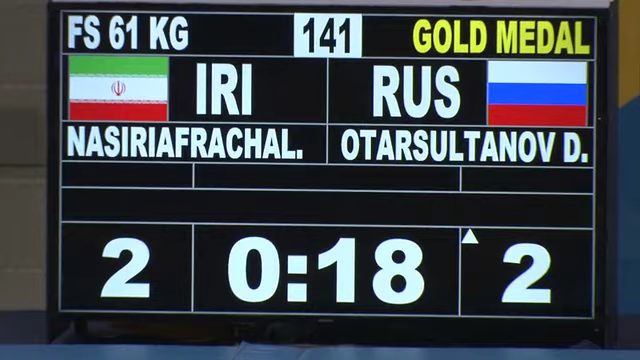 FS 61 KG 141 GOLD MEDAL
IRI RUS
NASIRIAFRACHAL. OTARSULTANOV D.
2 0:18 2